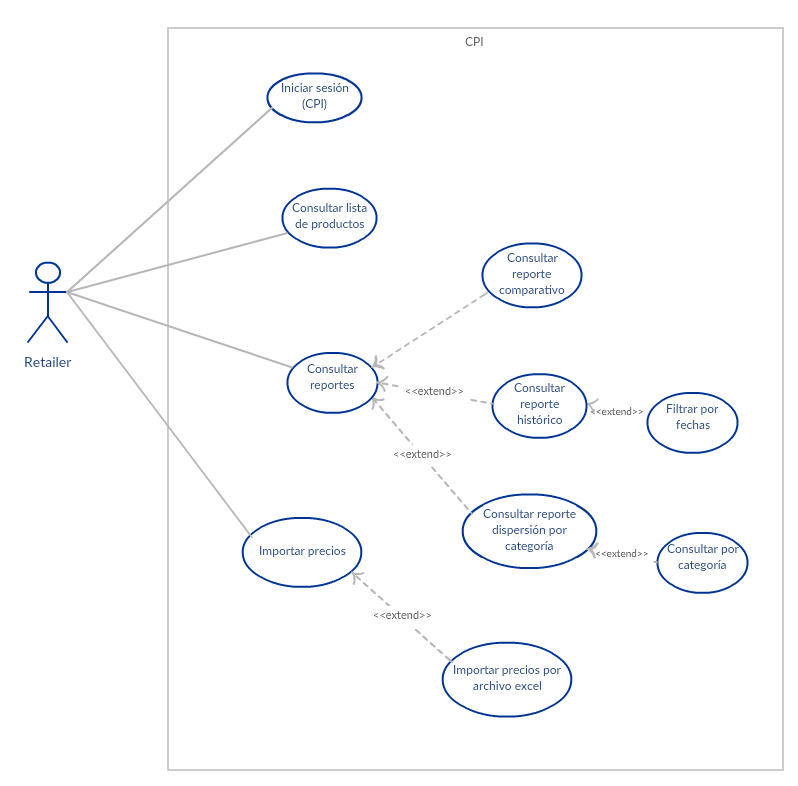 CPI
Iniciar sesión
(CPI)
Consultar lista
de productos
Retailer
Consultar
reporte
comparativo
Consultar
reportes
<<extend>>
Consultar
reporte
histórico
<<extend>>
Filtrar por
fechas
<<extend>>
Consultar reporte
dispersión por
categoría
<<extend>>
Consultar por
categoría
Importar precios
<<extend>>
Importar precios por
archivo excel